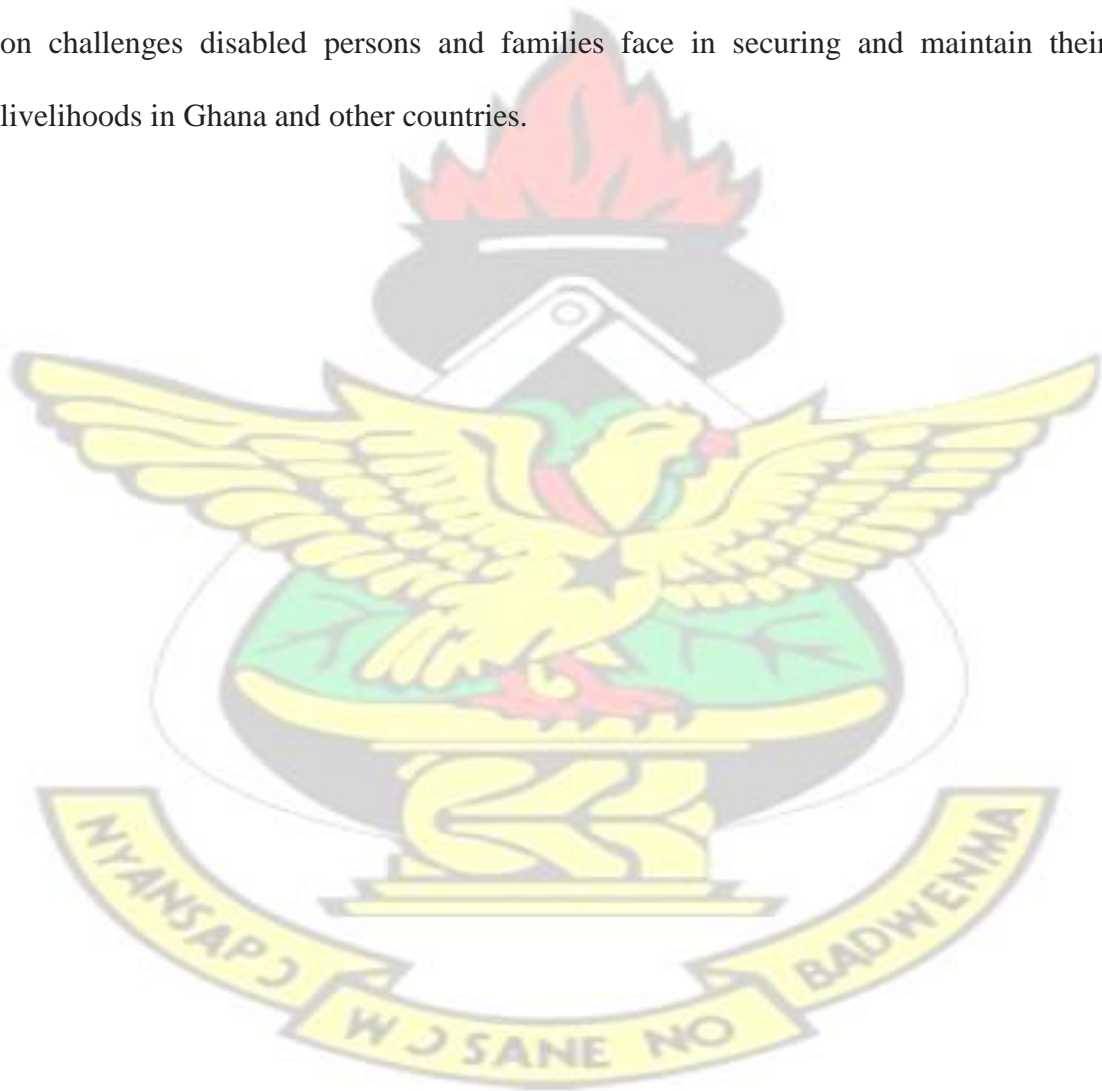 on challenges disabled persons and families face in securing and maintain their
livelihoods in Ghana and other countries.
NYANSAPƆ
WƆSANE NO
BADWENMA